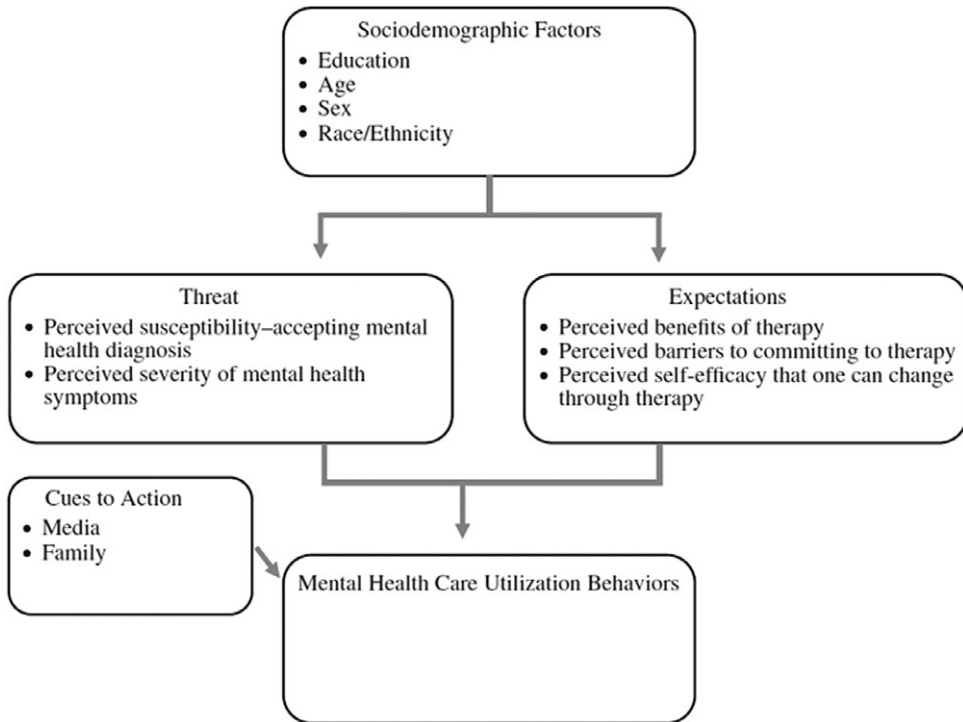 Sociodemographic Factors
• Education
• Age
• Sex
• Race/Ethnicity
Threat
• Perceived susceptibility–accepting mental
health diagnosis
• Perceived severity of mental health
symptoms
Expectations
• Perceived benefits of therapy
• Perceived barriers to committing to therapy
• Perceived self-efficacy that one can change
through therapy
Cues to Action
• Media
• Family
Mental Health Care Utilization Behaviors